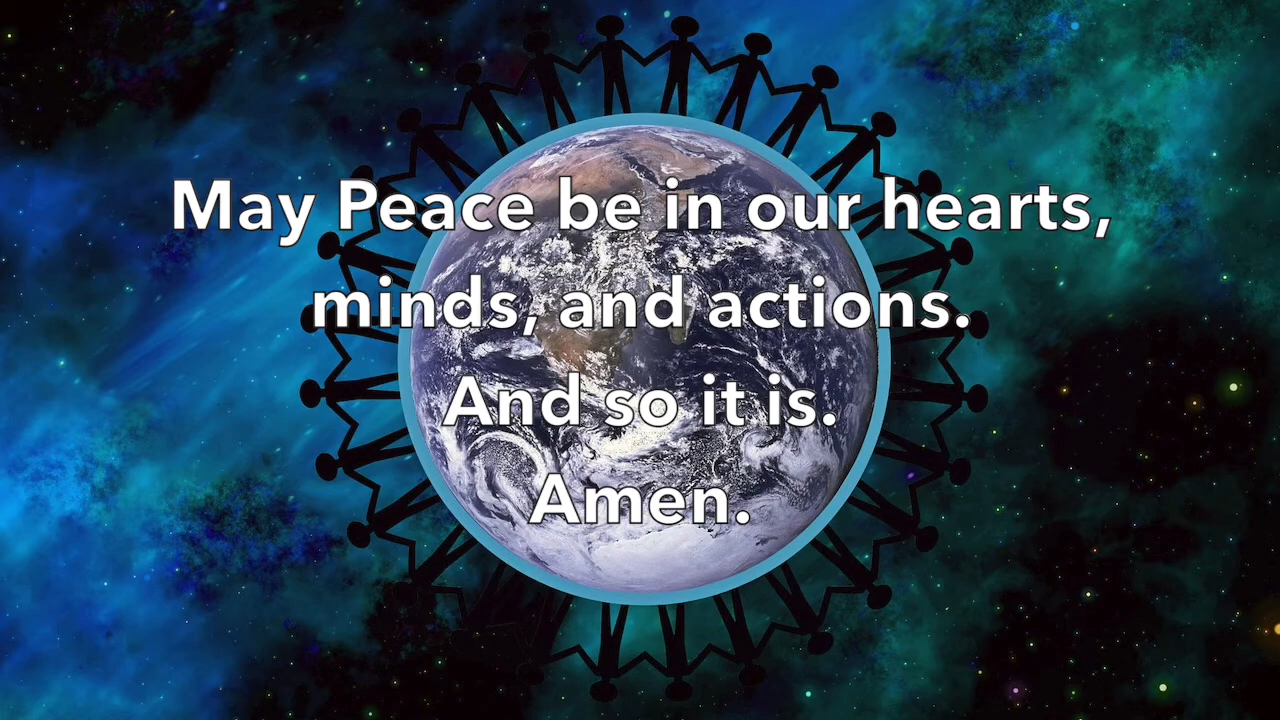 May Peace be in our hearts,
minds, and actions.
And so it is.
Amen.